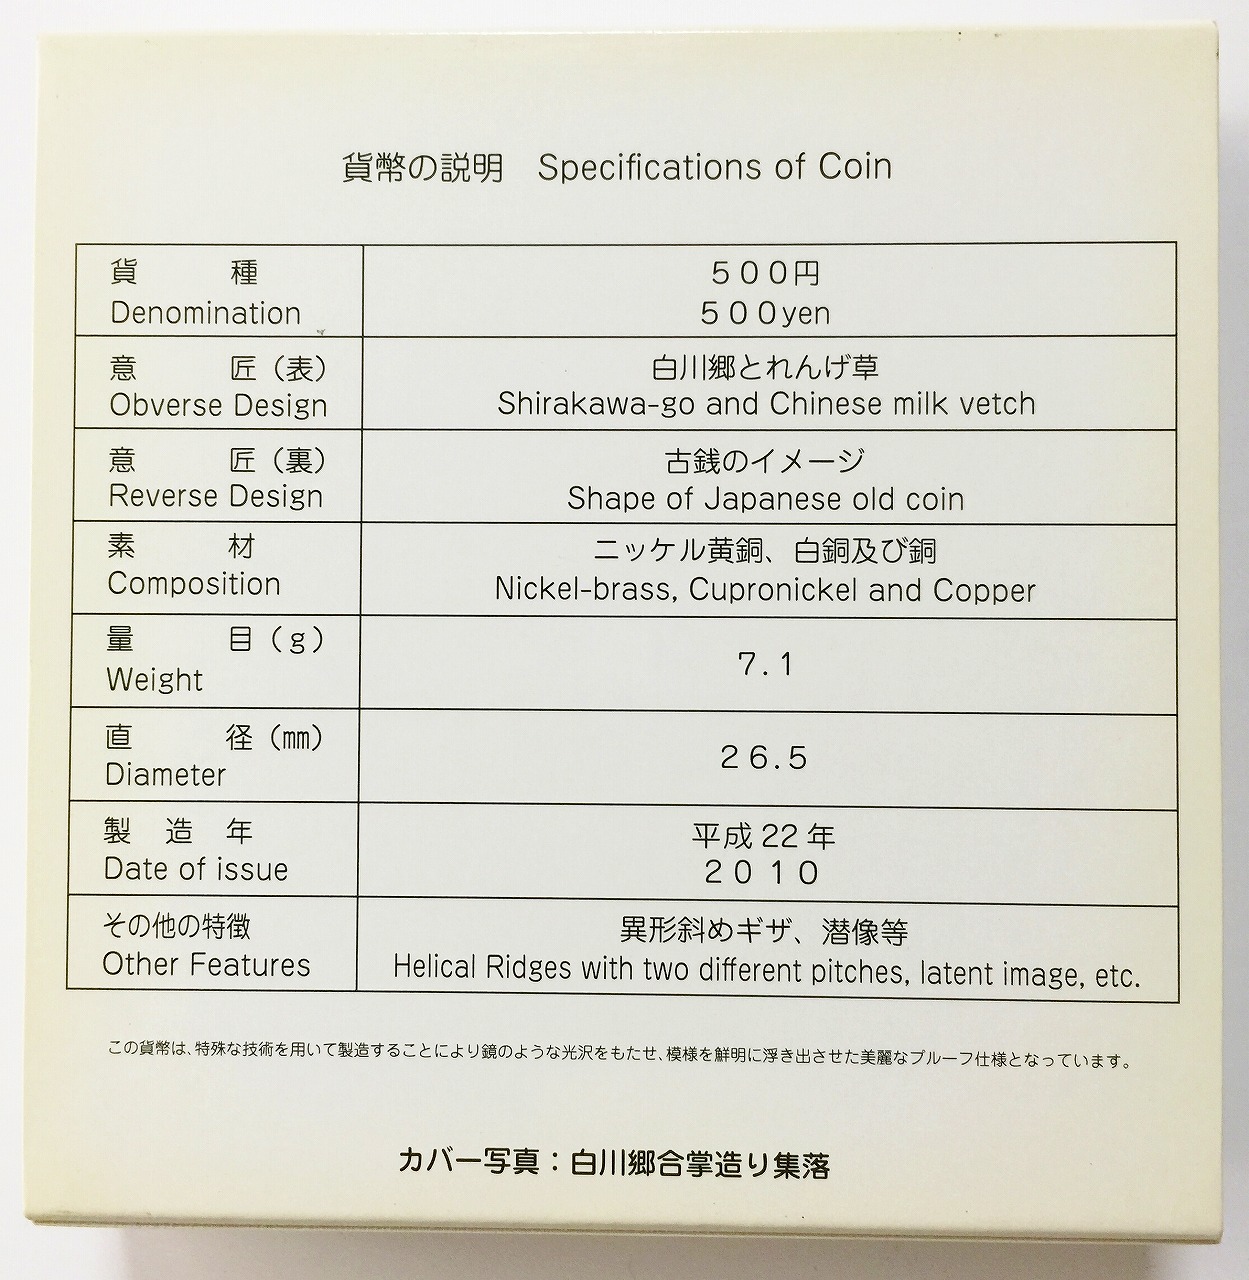 貨幣の説明　Specifications of Coin
貨　種
Denomination
５００円
５００yen
意　匠（表）
Obverse Design
白川郷とれんげ草
Shirakawa-go and Chinese milk vetch
意　匠（裏）
Reverse Design
古銭のイメージ
Shape of Japanese old coin
素　材
Composition
ニッケル黄銅、白銅及び銅
Nickel-brass, Cupronickel and Copper
量　目（ｇ）
Weight
７.１
直　径（㎜）
Diameter
２６.５
製　造　年
Date of issue
平成 22 年
２０１０
その他の特徴
Other Features
異形斜めギザ、潜像等
Helical Ridges with two different pitches, latent image, etc.
この貨幣は、特殊な技術を用いて製造することにより鏡のような光沢をもたせ、模様を鮮明に浮き出させた美麗なプルーフ仕様となっています。
カバー写真：白川郷合掌造り集落